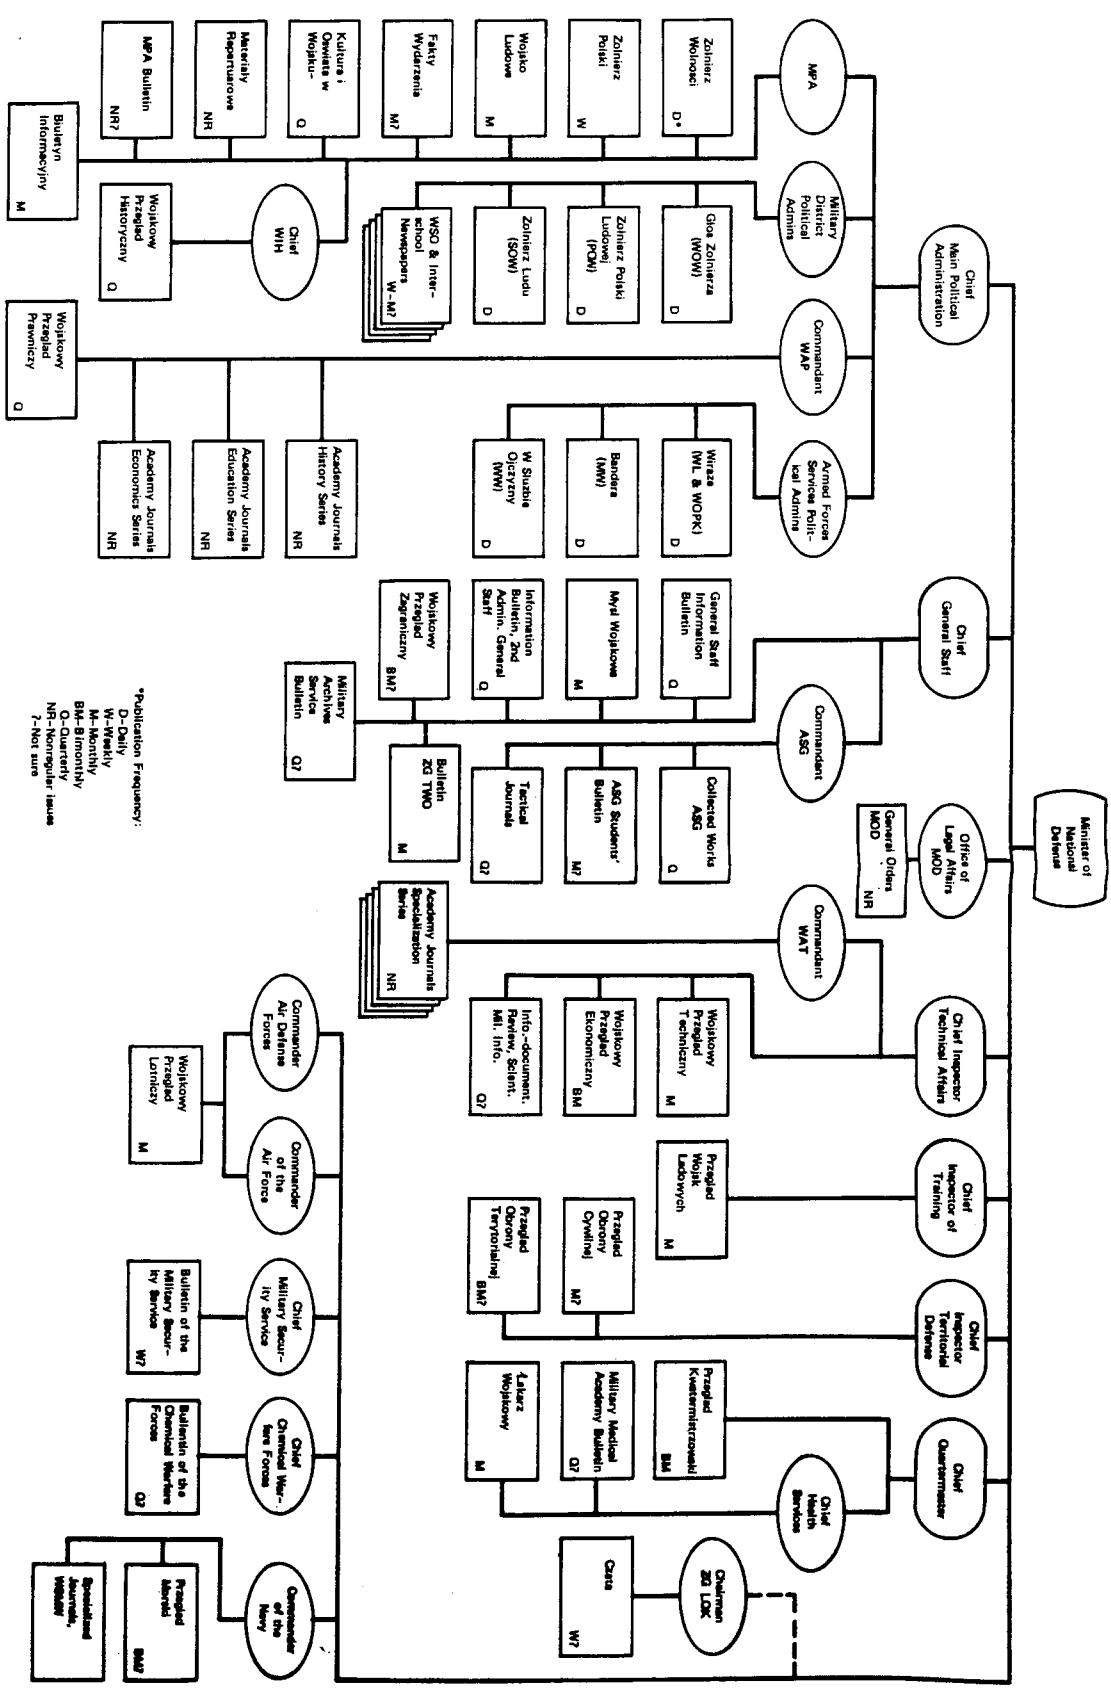 Minister of
National
Defense
Chief
Main Political
Administration
Chief
General Staff
Office of
Legal Affairs
MOD
General Orders
MOD
NR
Chief Inspector
Technical Affairs
Chief
Inspector of
Training
Chief
Inspector
Territorial
Defense
Chief
Quartermaster
MPA
Military
District
Political
Admins
Commandant
WAP
Armed Forces
Services Polit-
ical Admins
Commandant
ASG
Commandant
WAT
Chief
Health
Services
Chairman
ZG LOK
Zolnierz
Wolnosci
D*
Zolnierz
Polski
W
Wojsko
Ludowe
M
Fakty
Wydarzenia
M?
Kultura i
Oswiata w
Wojsku-
Q
Materialy
Repertuarowe
NR
MPA Bulletin
NR?
Biuletyn
Informacyjny
M
Chief
WIH
Wojskowy
Przeglad
Historyczny
Q
Glos Zolnierza
(WOW)
D
Zolnierz Polski
Ludowej
(POW)
D
Zolnierz Ludu
(SOW)
D
WSO & Inter-
school
Newspapers
W-M?
Wojskowy
Przeglad
Prawniczy
Q
Academy Journals
History Series
NR
Academy Journals
Education Series
NR
Academy Journals
Economics Series
NR
Wiraze
(WL & WOPK)
D
Bandera
(MW)
D
W Sluzbie
Ojczyzny
(WW)
D
General Staff
Information
Bulletin
Q
Mysl Wojskowa
M
Information
Bulletin, 2nd
Admin. General
Staff
Q
Wojskowy
Przeglad
Zagraniczny
BM?
Military
Archives
Service
Bulletin
Q?
Bulletin
ZG TWO
M
Collected Works
ASG
Q
ASG Students'
Bulletin
M?
Tactical
Journals
Q?
Academy Journals
Specialization
Series
NR
Wojskowy
Przeglad
Techniczny
M
Wojskowy
Przeglad
Ekonomiczny
BM
Info.-document.
Review, Scient.
Mil. Info.
Q?
Przeglad
Wojsk
Ladowych
M
Przeglad
Obrony
Cywilnej
M?
Przeglad
Obrony
Terytorialnej
BM?
Przeglad
Kwatermistrzowski
BM
Military Medical
Academy Bulletin
Q?
Lekarz
Wojskowy
M
Czata
W?
Commander
Air Defense
Forces
Commander
of the
Air Force
Wojskowy
Przeglad
Lotniczy
M
Chief
Military Secur-
ity Service
Bulletin of the
Military Secur-
ity Service
W?
Chief
Chemical War-
fare Forces
Bullentin of the
Chemical Warfare
Forces
Q?
Commander
of the
Navy
Przeglad
Morski
BM?
Specialized
Journals,
WSMW
*Publication Frequency:
D-Daily
W-Weekly
M-Monthly
BM-Bimonthly
Q-Quarterly
NR-Nonregular issues
?-Not sure